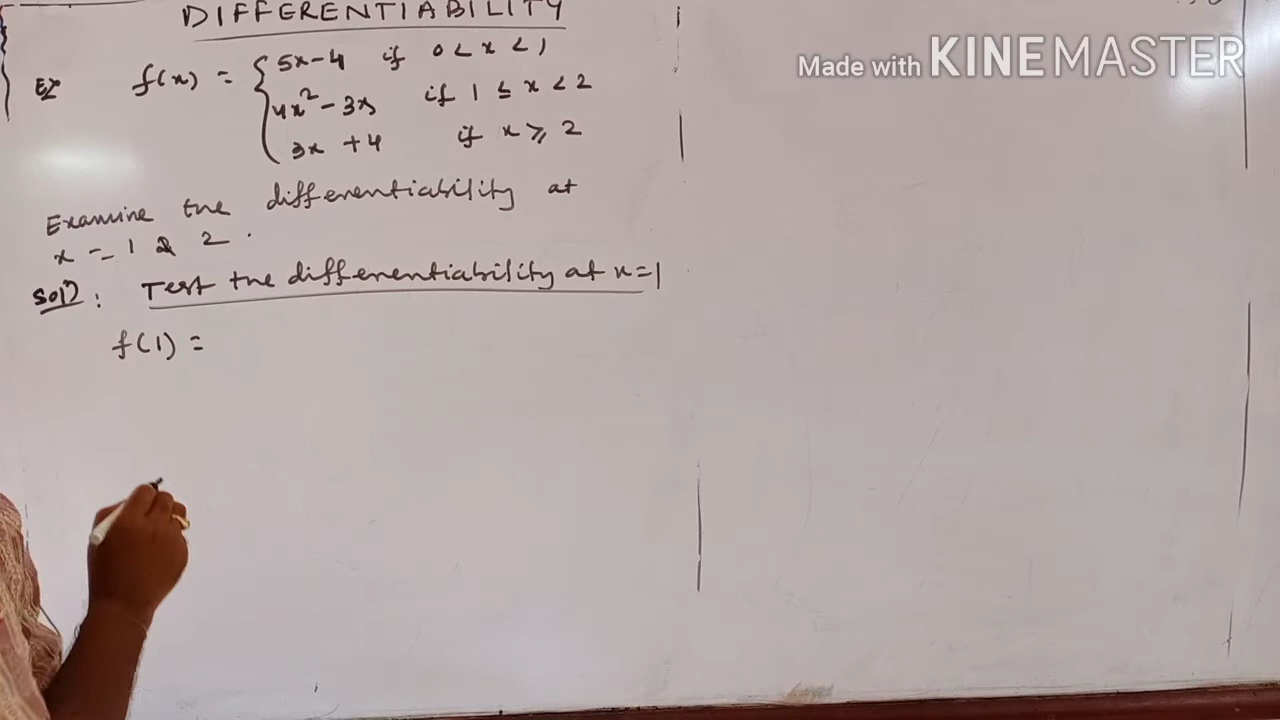 DIFFERENTIABILITY
Ex f(x) = { 5x-4 if 0 < x < 1
4x² - 3x if 1 ≤ x < 2
3x + 4 if x ≥ 2
Examine the differentiability at
x = 1 & 2.
Solⁿ: Test the differentiability at x=1
f(1) =
Made with KINEMASTER